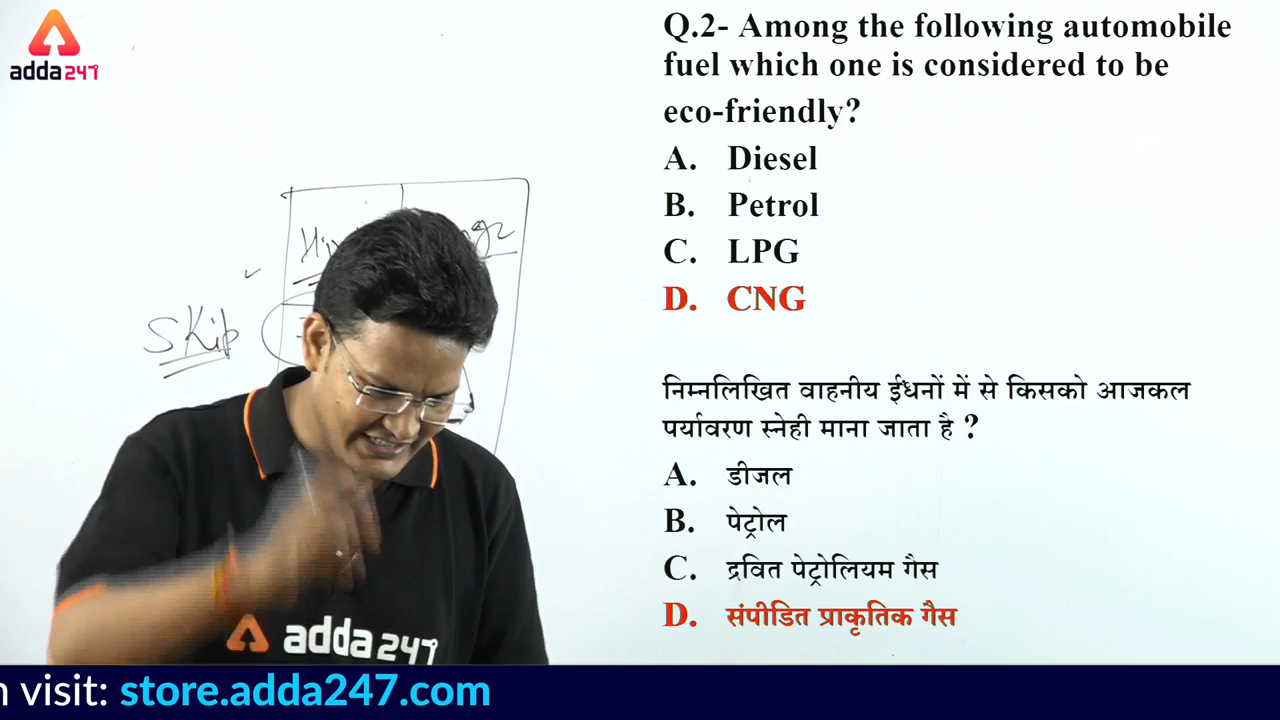 adda247
Q.2- Among the following automobile
fuel which one is considered to be
eco-friendly?
A. Diesel
B. Petrol
C. LPG
D. CNG
SKip
निम्नलिखित वाहनीय ईंधनों में से किसको आजकल
पर्यावरण स्नेही माना जाता है ?
A. डीजल
B. पेट्रोल
C. द्रवित पेट्रोलियम गैस
D. संपीडित प्राकृतिक गैस
adda247
visit: store.adda247.com